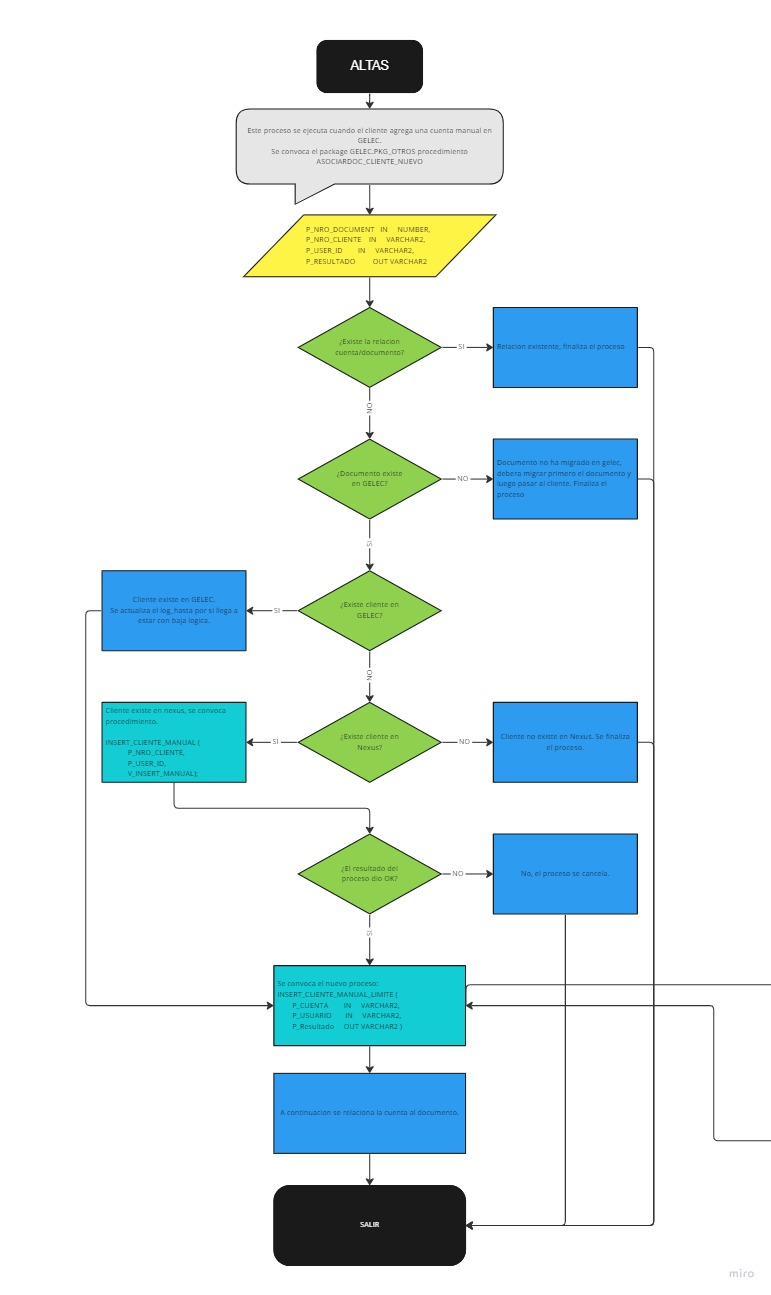 ALTAS
Este proceso se ejecuta cuando el cliente agrega una cuenta manual en
GELEC.
Se convoca el package GELEC.PKG_OTROS procedimiento
ASOCIARDOC_CLIENTE_NUEVO
P_NRO_DOCUMENT IN NUMBER,
P_NRO_CLIENTE IN VARCHAR2,
P_USER_ID IN VARCHAR2,
P_RESULTADO OUT VARCHAR2
¿Existe la relacion
cuenta/documento?
SI
Relacion existente, finaliza el proceso
NO
¿Documento existe
en GELEC?
NO
Documento no ha migrado en gelec,
debera migrar primero el documento y
luego pasar al cliente. Finaliza el
proceso
SI
Cliente existe en GELEC.
Se actualiza el log_hasta por si llega a
estar con baja logica.
SI
¿Existe cliente en
GELEC?
NO
Cliente existe en nexus, se convoca
procedimiento.
INSERT_CLIENTE_MANUAL (
P_NRO_CLIENTE,
P_USER_ID,
V_INSERT_MANUAL);
SI
¿Existe cliente en
Nexus?
NO
Cliente no existe en Nexus. Se finaliza
el proceso.
¿El resultado del
proceso dio OK?
NO
No, el proceso se cancela.
SI
Se convoca el nuevo proceso:
INSERT_CLIENTE_MANUAL_LIMITE (
P_CUENTA IN VARCHAR2,
P_USUARIO IN VARCHAR2,
P_Resultado OUT VARCHAR2 )
A continuacion se relaciona la cuenta al documento.
SALIR
miro